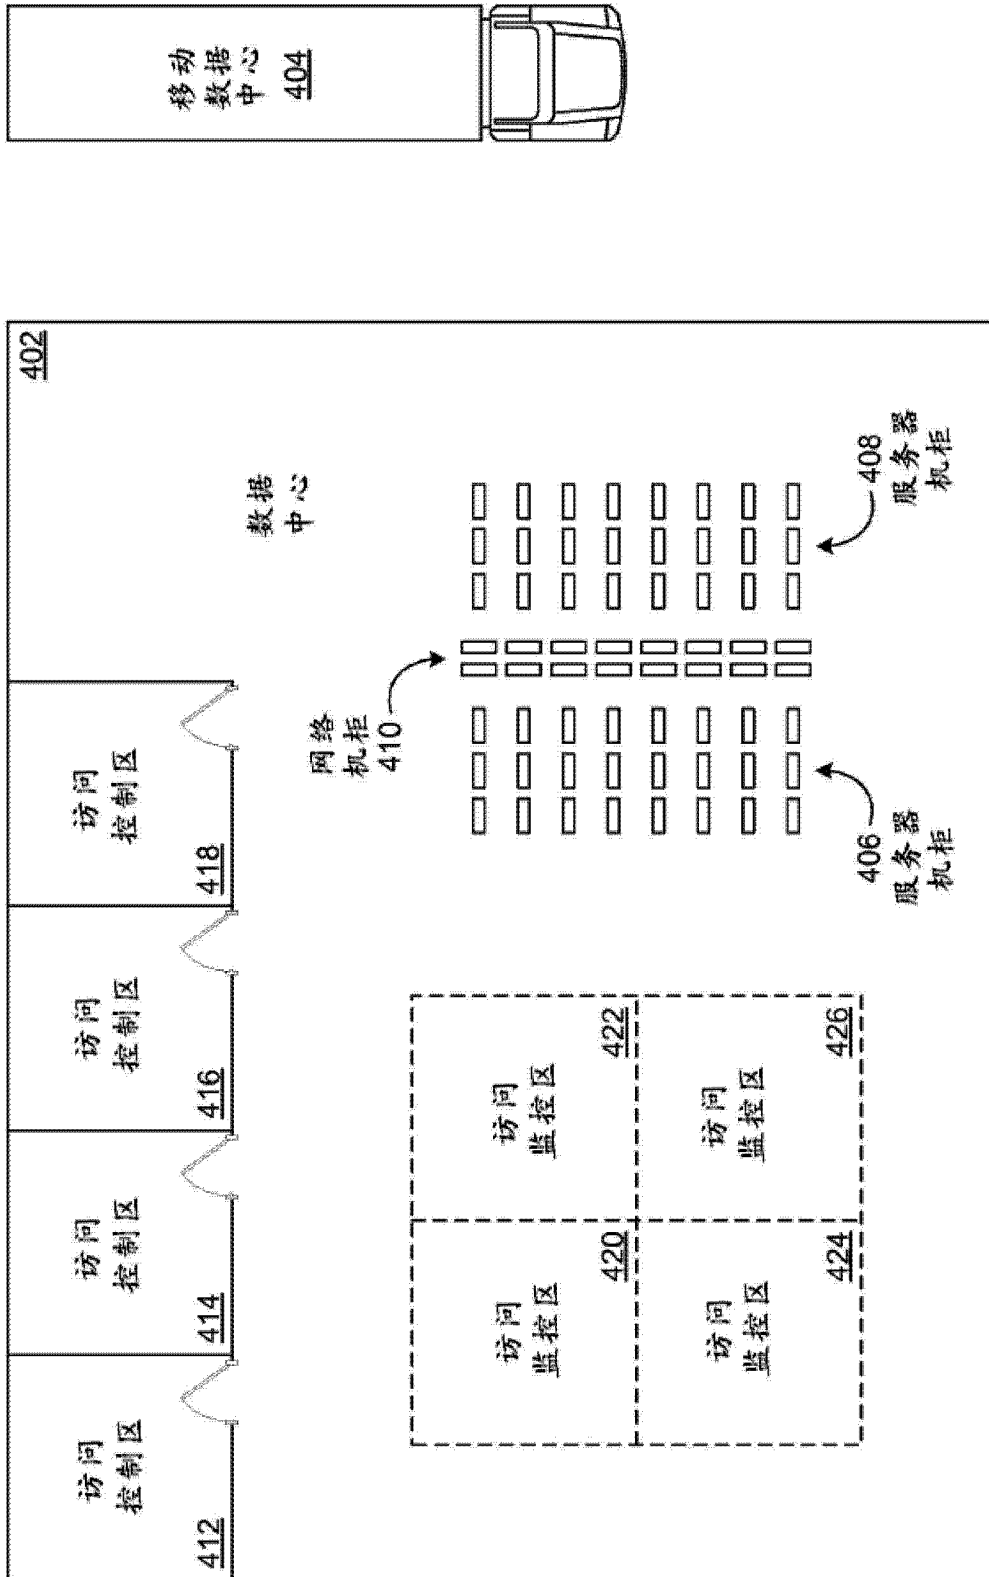 访问
控制区
412
访问
控制区
414
访问
控制区
416
访问
控制区
418
402
移动
数据
中心
404
数据
中心
网络
机柜
410
访问
监控区
420
访问
监控区
422
访问
监控区
424
访问
监控区
426
406
服务器
机柜
408
服务器
机柜